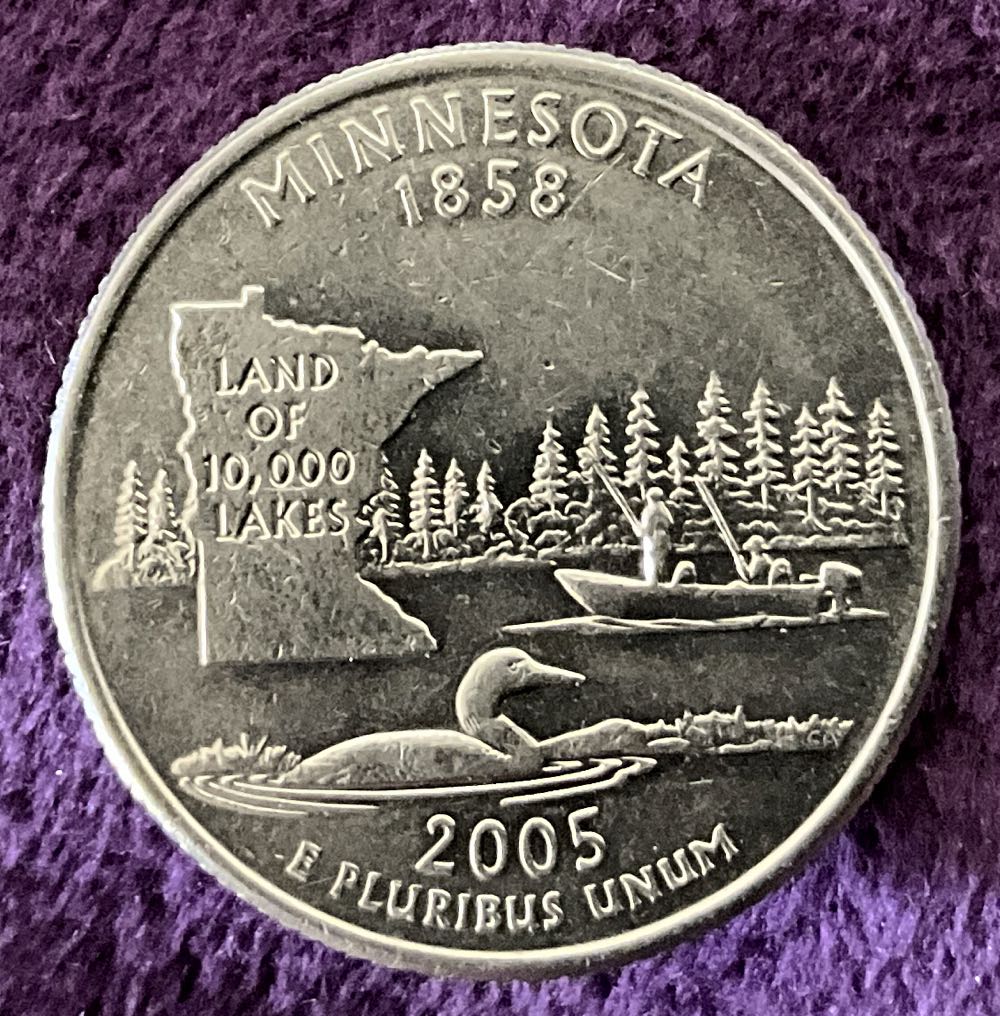 MINNESOTA
1858
LAND
OF
10,000
LAKES
2005
E PLURIBUS UNUM